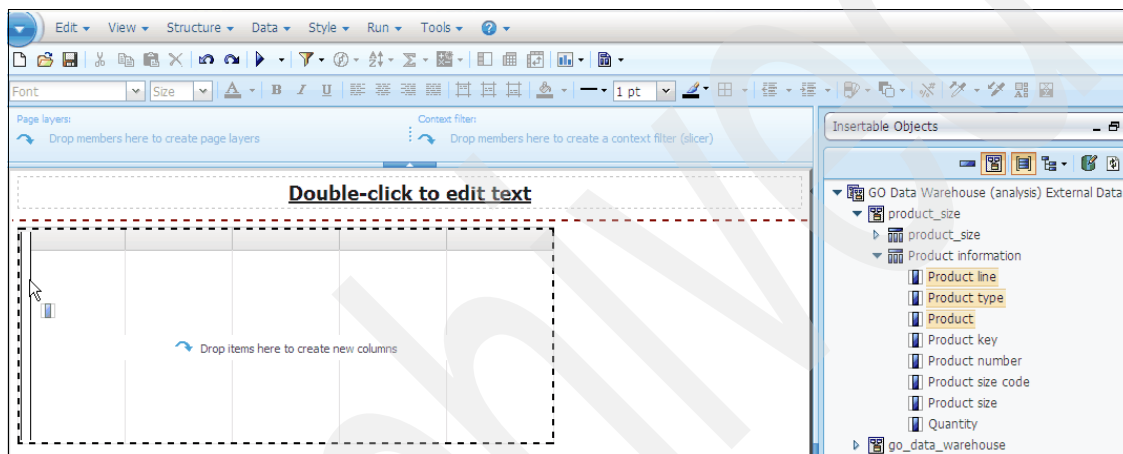 Edit View Structure Data Style Run Tools
Font Size A B I U 1 pt
Page layers: Context filter:
Drop members here to create page layers Drop members here to create a context filter (slicer)
Double-click to edit text
Drop items here to create new columns
Insertable Objects
GO Data Warehouse (analysis) External Data
product_size
product_size
Product information
Product line
Product type
Product
Product key
Product number
Product size code
Product size
Quantity
go_data_warehouse